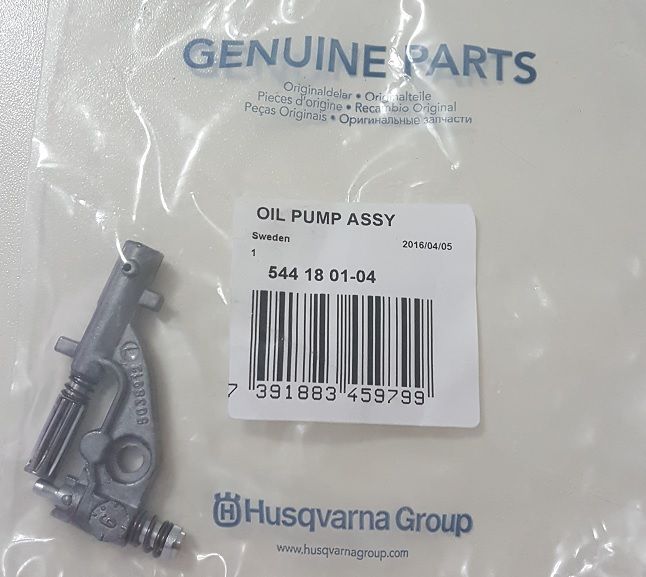 GENUINE PARTS
Originaldelar • Originalteile
Pieces d'origine • Recambio Original
Peças Originais • Оригинальные запчасти
OIL PUMP ASSY
Sweden
2016/04/05
1
544 18 01-04
7 391883 459799
Husqvarna Group
www.husqvarnagroup.com